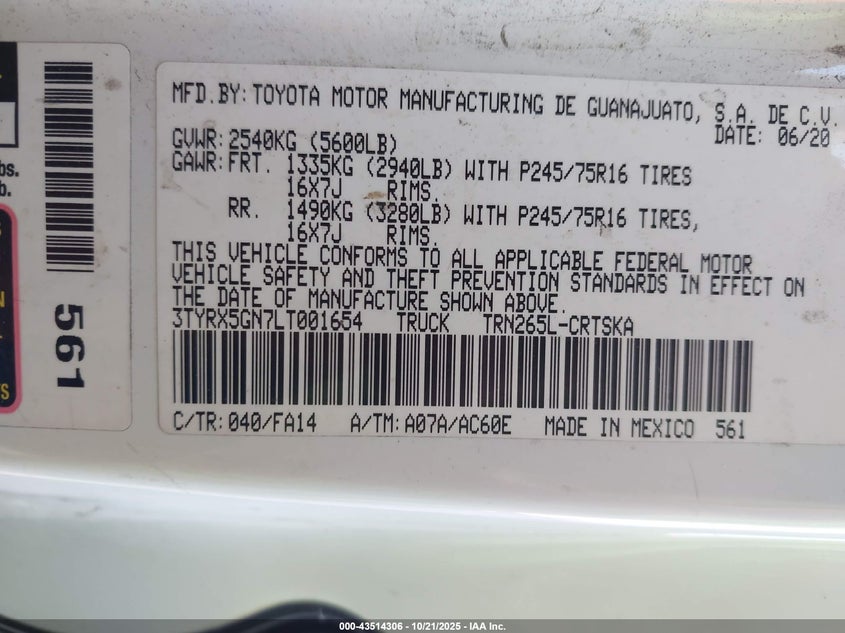 MFD.BY: TOYOTA MOTOR MANUFACTURING DE GUANAJUATO, S.A. DE C.V.
DATE: 06/20
GVWR: 2540KG (5600LB)
GAWR: FRT. 1335KG (2940LB) WITH P245/75R16 TIRES
16X7J RIMS.
RR. 1490KG (3280LB) WITH P245/75R16 TIRES,
16X7J RIMS.
THIS VEHICLE CONFORMS TO ALL APPLICABLE FEDERAL MOTOR
VEHICLE SAFETY AND THEFT PREVENTION STANDARDS IN EFFECT ON
THE DATE OF MANUFACTURE SHOWN ABOVE.
3TYRX5GN7LT001654 TRUCK TRN265L-CRTSKA
C/TR: 040/FA14 A/TM: A07A/AC60E MADE IN MEXICO 561
561
bs.
b.
000-43514306 - 10/21/2025 - IAA Inc.